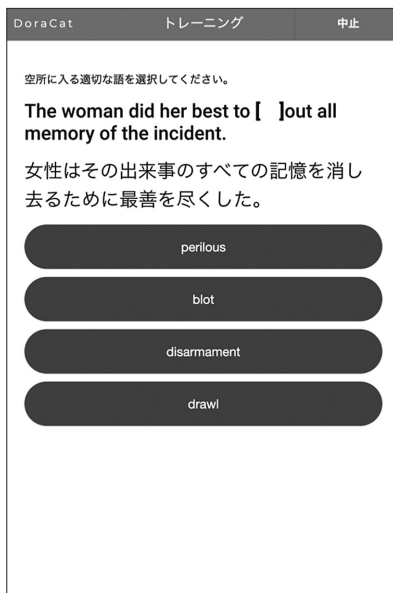 DoraCat トレーニング 中止
空所に入る適切な語を選択してください。
The woman did her best to [ ]out all
memory of the incident.
女性はその出来事のすべての記憶を消し
去るために最善を尽くした。
perilous
blot
disarmament
drawl